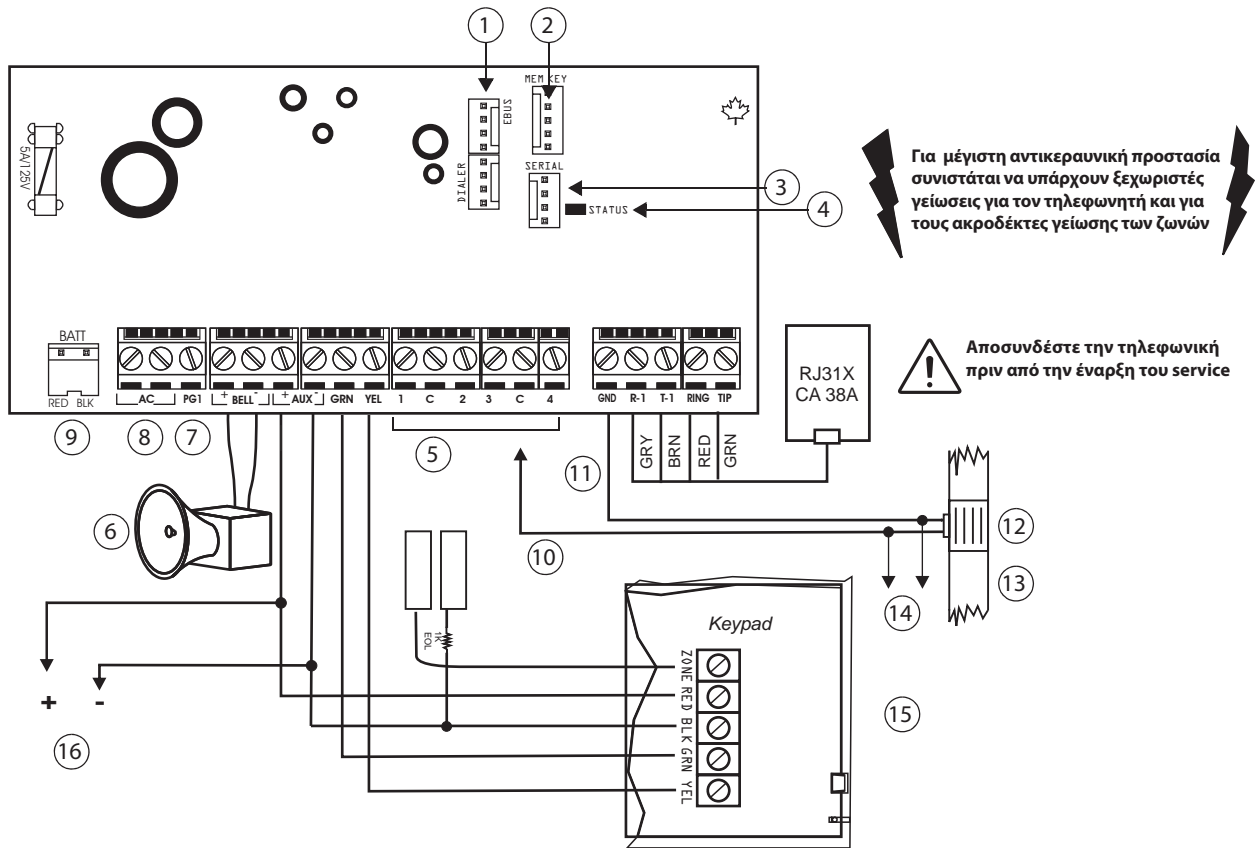 1
2
MEM KEY
EBUS
DIALER
SERIAL
3
STATUS
4
5A/125V
Για μέγιστη αντικεραυνική προστασία
συνιστάται να υπάρχουν ξεχωριστές
γείωσεις για τον τηλεφωνητή και για
τους ακροδέκτες γείωσης των ζωνών
Αποσυνδέστε την τηλεφωνική
πριν από την έναρξη του service
BATT
RED BLK
AC PG1 + BELL - + AUX - GRN YEL 1 C 2 3 C 4 GND R-1 T-1 RING TIP
RJ31X
CA 38A
9
8
7
5
11
GRY
BRN
RED
GRN
6
10
12
13
14
1K
EOL
Keypad
ZONE
RED
BLK
GRN
YEL
15
+ -
16